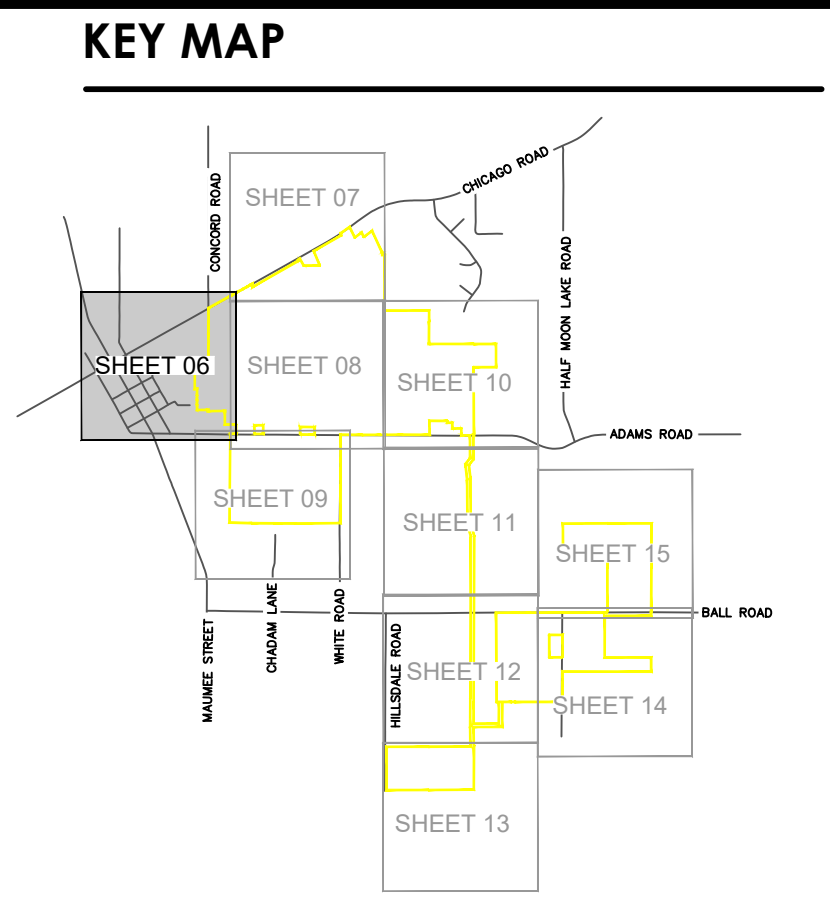 KEY MAP
CHICAGO ROAD
CONCORD ROAD
SHEET 07
HALF MOON LAKE ROAD
SHEET 06
SHEET 08
SHEET 10
ADAMS ROAD
SHEET 09
SHEET 11
SHEET 15
BALL ROAD
MAUMEE STREET
CHADAM LANE
WHITE ROAD
HILLSDALE ROAD
SHEET 12
SHEET 14
SHEET 13